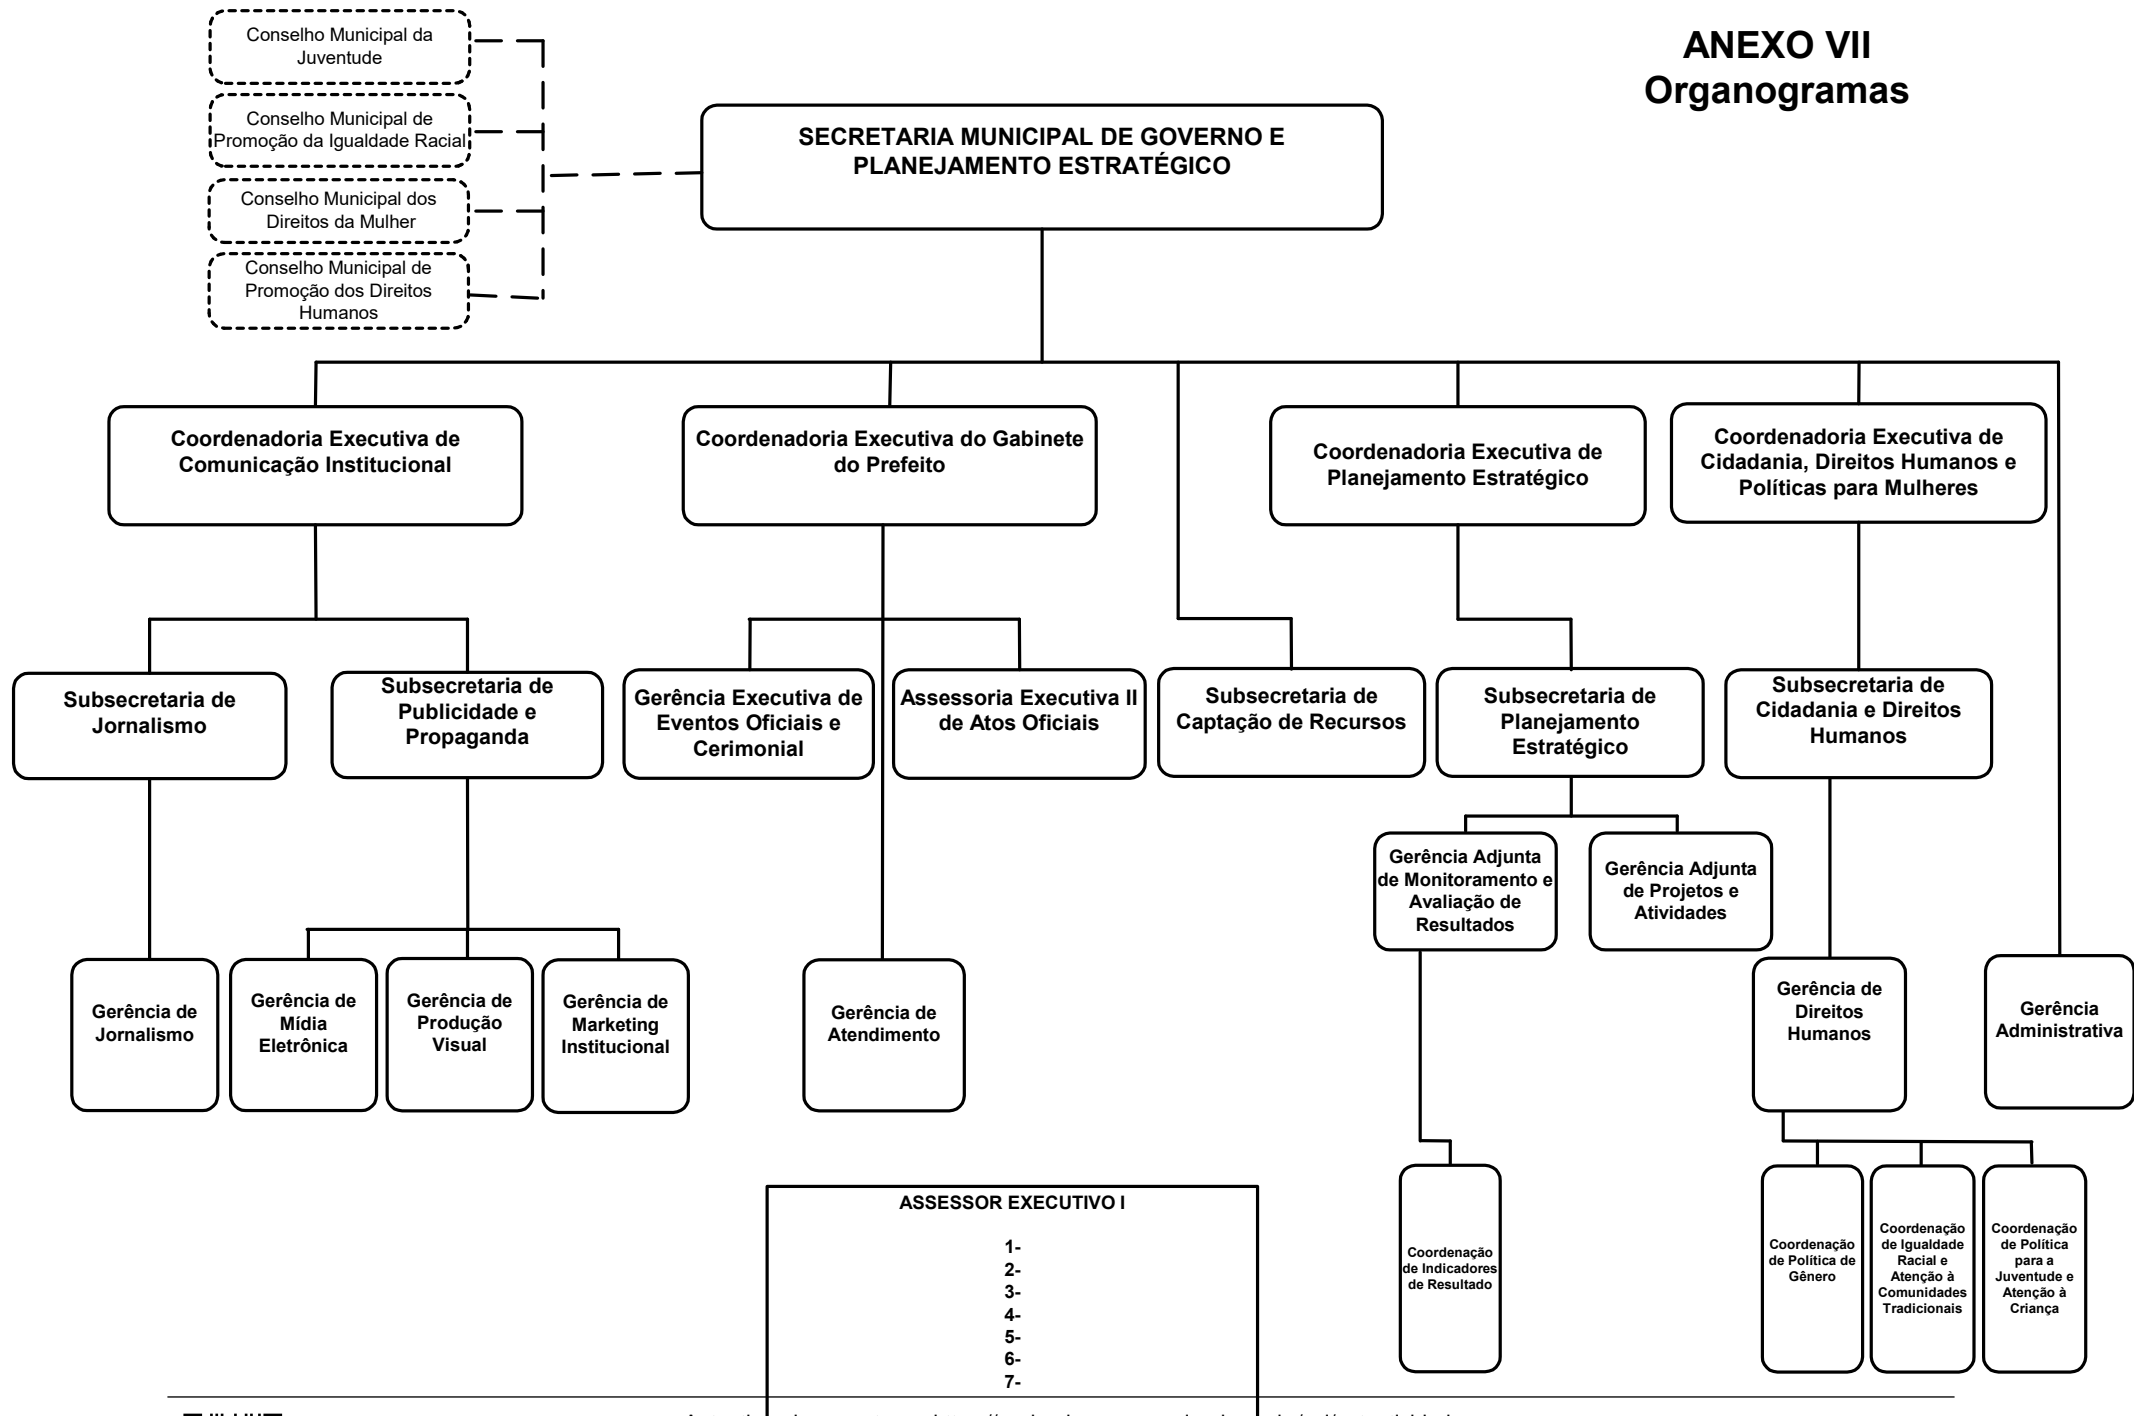 Conselho Municipal da
Juventude
Conselho Municipal de
Promoção da Igualdade Racial
Conselho Municipal dos
Direitos da Mulher
Conselho Municipal de
Promoção dos Direitos
Humanos
ANEXO VII
Organogramas
SECRETARIA MUNICIPAL DE GOVERNO E
PLANEJAMENTO ESTRATÉGICO
Coordenadoria Executiva de
Comunicação Institucional
Coordenadoria Executiva do Gabinete
do Prefeito
Coordenadoria Executiva de
Planejamento Estratégico
Coordenadoria Executiva de
Cidadania, Direitos Humanos e
Políticas para Mulheres
Subsecretaria de
Jornalismo
Subsecretaria de
Publicidade e
Propaganda
Gerência Executiva de
Eventos Oficiais e
Cerimonial
Assessoria Executiva II
de Atos Oficiais
Subsecretaria de
Captação de Recursos
Subsecretaria de
Planejamento
Estratégico
Subsecretaria de
Cidadania e Direitos
Humanos
Gerência Adjunta
de Monitoramento e
Avaliação de
Resultados
Gerência Adjunta
de Projetos e
Atividades
Gerência de
Jornalismo
Gerência de
Mídia
Eletrônica
Gerência de
Produção
Visual
Gerência de
Marketing
Institucional
Gerência de
Atendimento
Gerência de
Direitos
Humanos
Gerência
Administrativa
Coordenação
de Indicadores
de Resultado
Coordenação
de Política de
Gênero
Coordenação
de Igualdade
Racial e
Atenção à
Comunidades
Tradicionais
Coordenação
de Política
para a
Juventude e
Atenção à
Criança
ASSESSOR EXECUTIVO I
1-
2-
3-
4-
5-
6-
7-